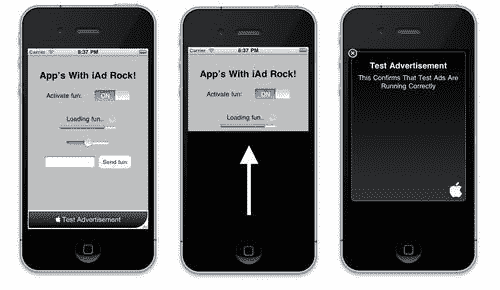 Carrier
6:37 PM
App's With iAd Rock!
Activate fun:
ON
Loading fun..
Send fun
Test Advertisement
Carrier
6:37 PM
App's With iAd Rock!
Activate fun:
ON
Loading fun..
Test Advertisement
This Confirms That Test Ads Are
Running Correctly